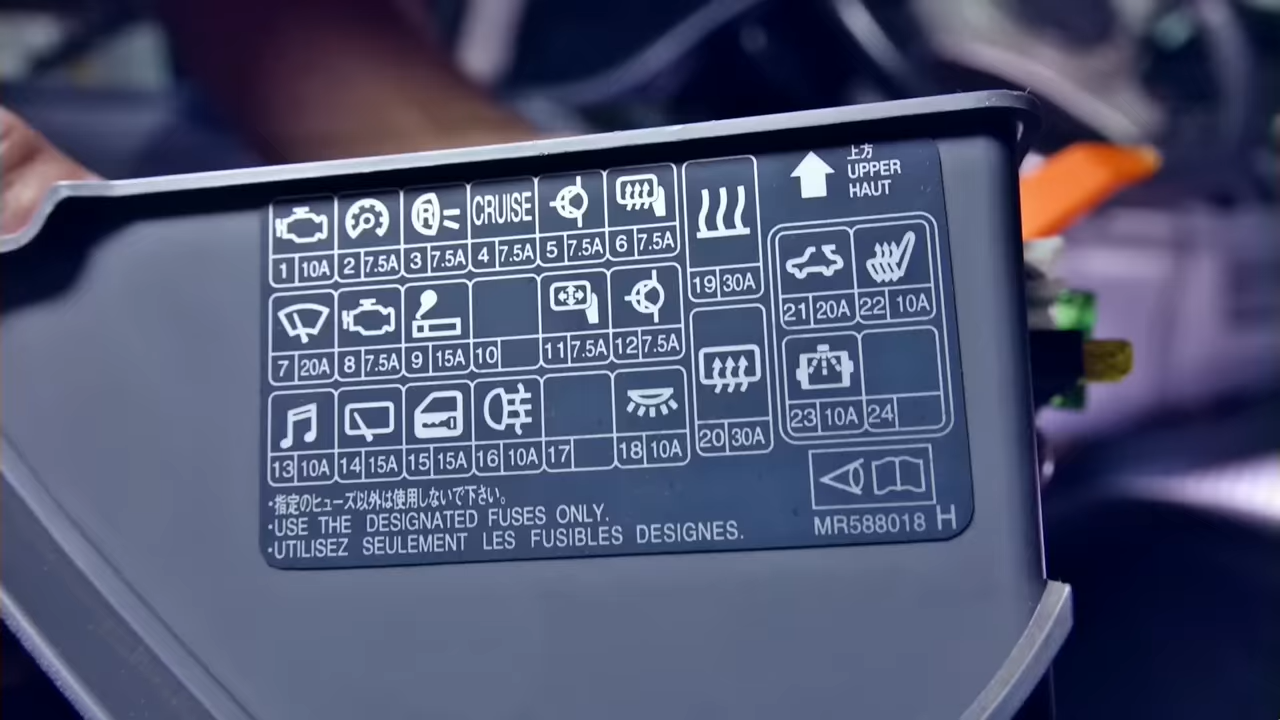 上方
UPPER
HAUT
CRUISE
1 10A 2 7.5A 3 7.5A 4 7.5A 5 7.5A 6 7.5A
19 30A
21 20A 22 10A
7 20A 8 7.5A 9 15A 10 11 7.5A 12 7.5A
20 30A
23 10A 24
13 10A 14 15A 15 15A 16 10A 17 18 10A
・指定のヒューズ以外は使用しないで下さい。
・USE THE DESIGNATED FUSES ONLY.
・UTILISEZ SEULEMENT LES FUSIBLES DESIGNES.
MR588018 H